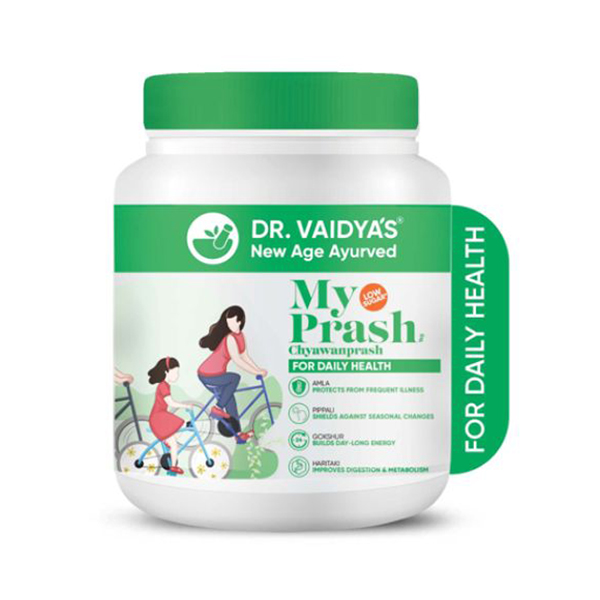 DR. VAIDYA'S®
New Age Ayurved
My
LOW
SUGAR*
Prash
Chyawanprash
FOR DAILY HEALTH
AMLA
PROTECTS FROM FREQUENT ILLNESS
PIPPALI
SHIELDS AGAINST SEASONAL CHANGES
GOKSHUR
BUILDS DAY-LONG ENERGY
HARITAKI
IMPROVES DIGESTION & METABOLISM
FOR DAILY HEALTH